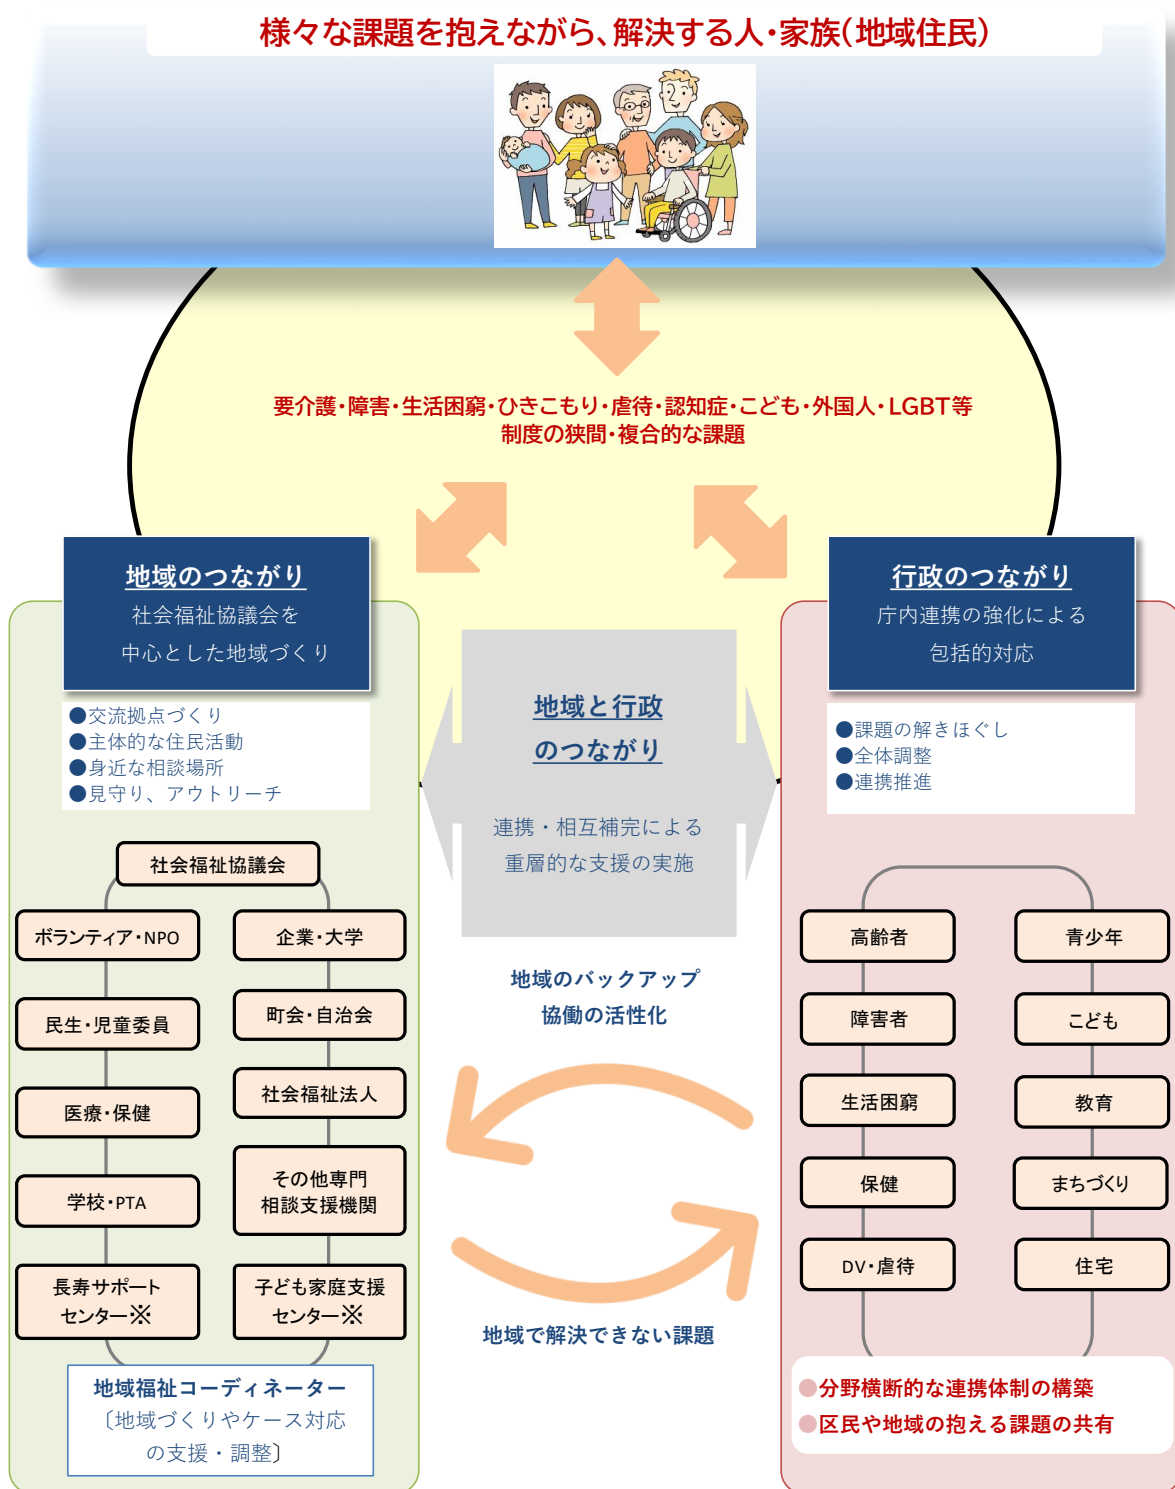 様々な課題を抱えながら、解決する人・家族(地域住民)
要介護・障害・生活困窮・ひきこもり・虐待・認知症・こども・外国人・LGBT等
制度の狭間・複合的な課題
地域のつながり
社会福祉協議会を
中心とした地域づくり
●交流拠点づくり
●主体的な住民活動
●身近な相談場所
●見守り、アウトリーチ
社会福祉協議会
ボランティア・NPO
民生・児童委員
医療・保健
学校・PTA
長寿サポート
センター※
企業・大学
町会・自治会
社会福祉法人
その他専門
相談支援機関
子ども家庭支援
センター※
地域福祉コーディネーター
〔地域づくりやケース対応
の支援・調整〕
地域と行政
のつながり
連携・相互補完による
重層的な支援の実施
地域のバックアップ
協働の活性化
地域で解決できない課題
行政のつながり
庁内連携の強化による
包括的対応
●課題の解きほぐし
●全体調整
●連携推進
高齢者
障害者
生活困窮
保健
DV・虐待
青少年
こども
教育
まちづくり
住宅
●分野横断的な連携体制の構築
●区民や地域の抱える課題の共有